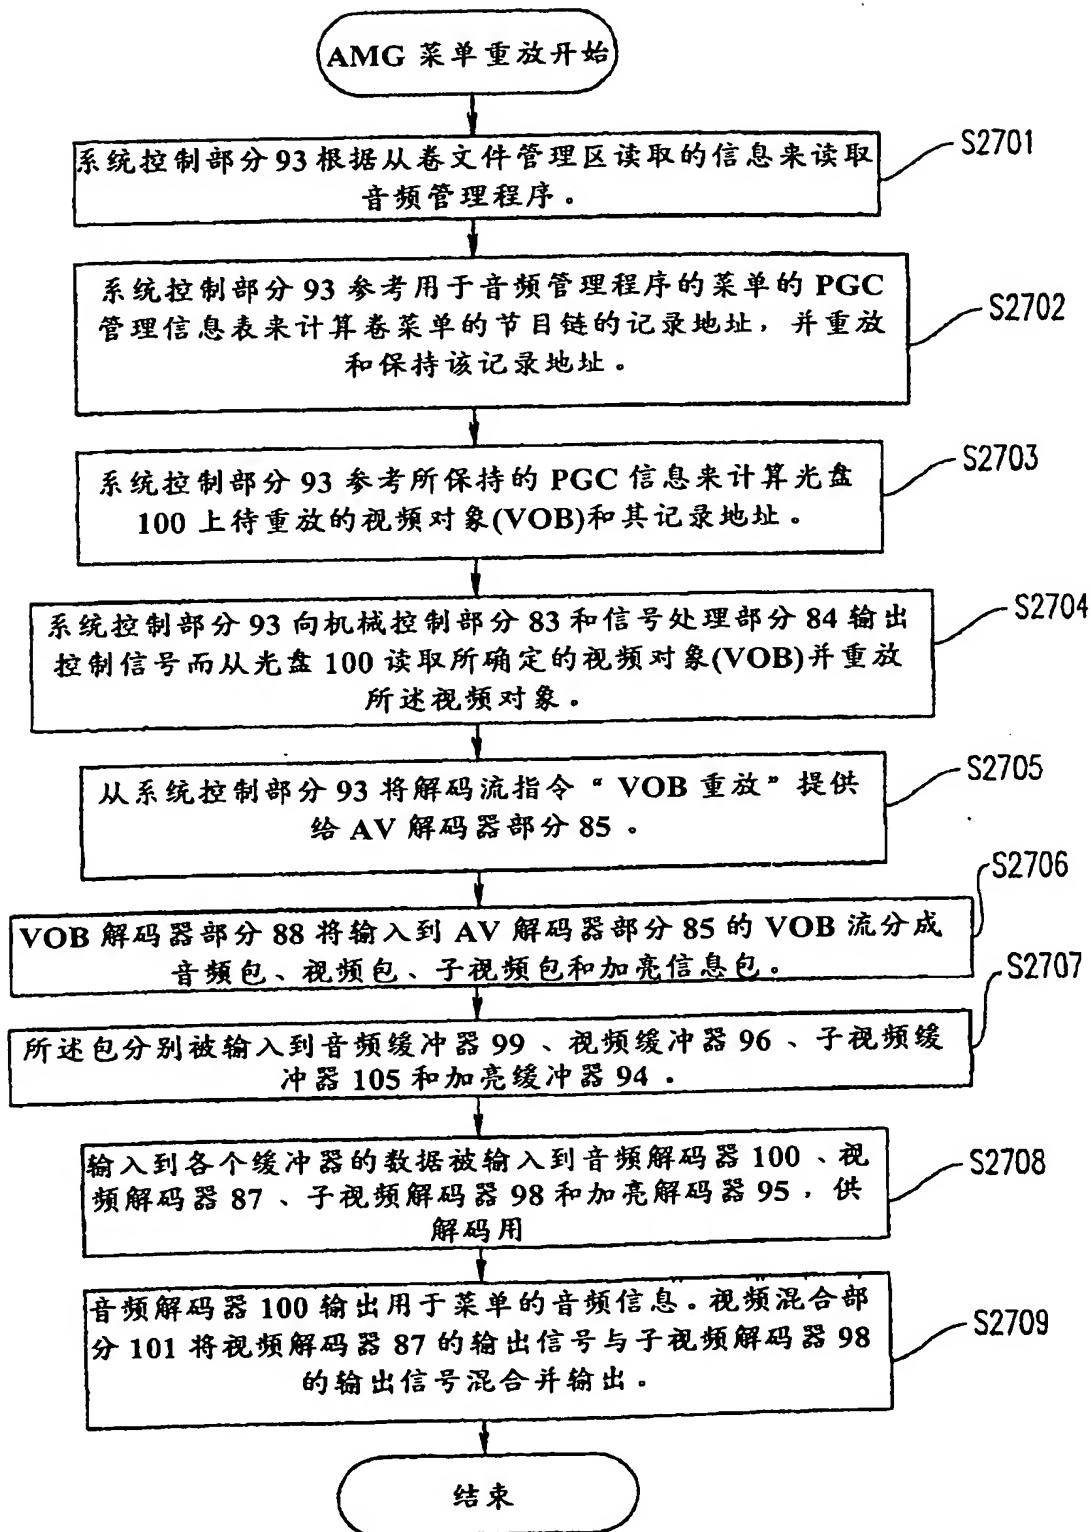 AMG 菜单重放开始
系统控制部分 93 根据从卷文件管理区读取的信息来读取
音频管理程序。
S2701
系统控制部分 93 参考用于音频管理程序的菜单的 PGC
管理信息表来计算卷菜单的节目链的记录地址，并重放
和保持该记录地址。
S2702
系统控制部分 93 参考所保持的 PGC 信息来计算光盘
100 上待重放的视频对象(VOB)和其记录地址。
S2703
系统控制部分 93 向机械控制部分 83 和信号处理部分 84 输出
控制信号而从光盘 100 读取所确定的视频对象(VOB)并重放
所述视频对象。
S2704
从系统控制部分 93 将解码流指令“VOB 重放”提供
给 AV 解码器部分 85。
S2705
VOB 解码器部分 88 将输入到 AV 解码器部分 85 的 VOB 流分成
音频包、视频包、子视频包和加亮信息包。
S2706
所述包分别被输入到音频缓冲器 99、视频缓冲器 96、子视频缓
冲器 105 和加亮缓冲器 94.
S2707
输入到各个缓冲器的数据被输入到音频解码器 100、视
频解码器 87、子视频解码器 98 和加亮解码器 95，供
解码用
S2708
音频解码器 100 输出用于菜单的音频信息。视频混合部
分 101 将视频解码器 87 的输出信号与子视频解码器 98
的输出信号混合并输出。
S2709
结束